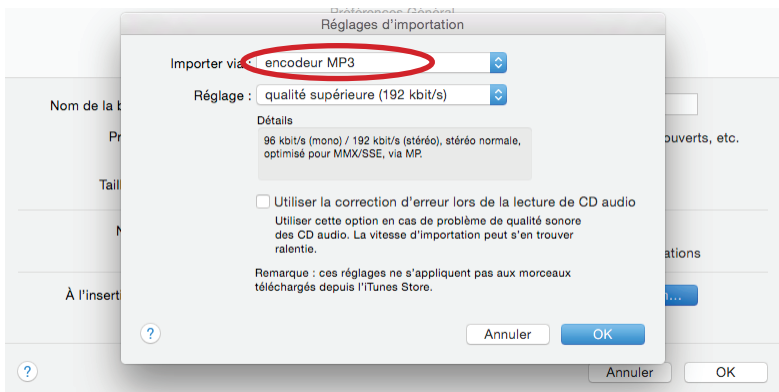 Préférences Général
Réglages d'importation
Importer via : encodeur MP3
Réglage : qualité supérieure (192 kbit/s)
Détails
96 kbit/s (mono) / 192 kbit/s (stéréo), stéréo normale,
optimisé pour MMX/SSE, via MP.
Nom de la b
Pr
ouverts, etc.
Taill
Utiliser la correction d'erreur lors de la lecture de CD audio
Utiliser cette option en cas de problème de qualité sonore
des CD audio. La vitesse d'importation peut s'en trouver
ralentie.
N
ations
Remarque : ces réglages ne s'appliquent pas aux morceaux
téléchargés depuis l'iTunes Store.
À l'inserti
n...
? Annuler OK
? Annuler OK